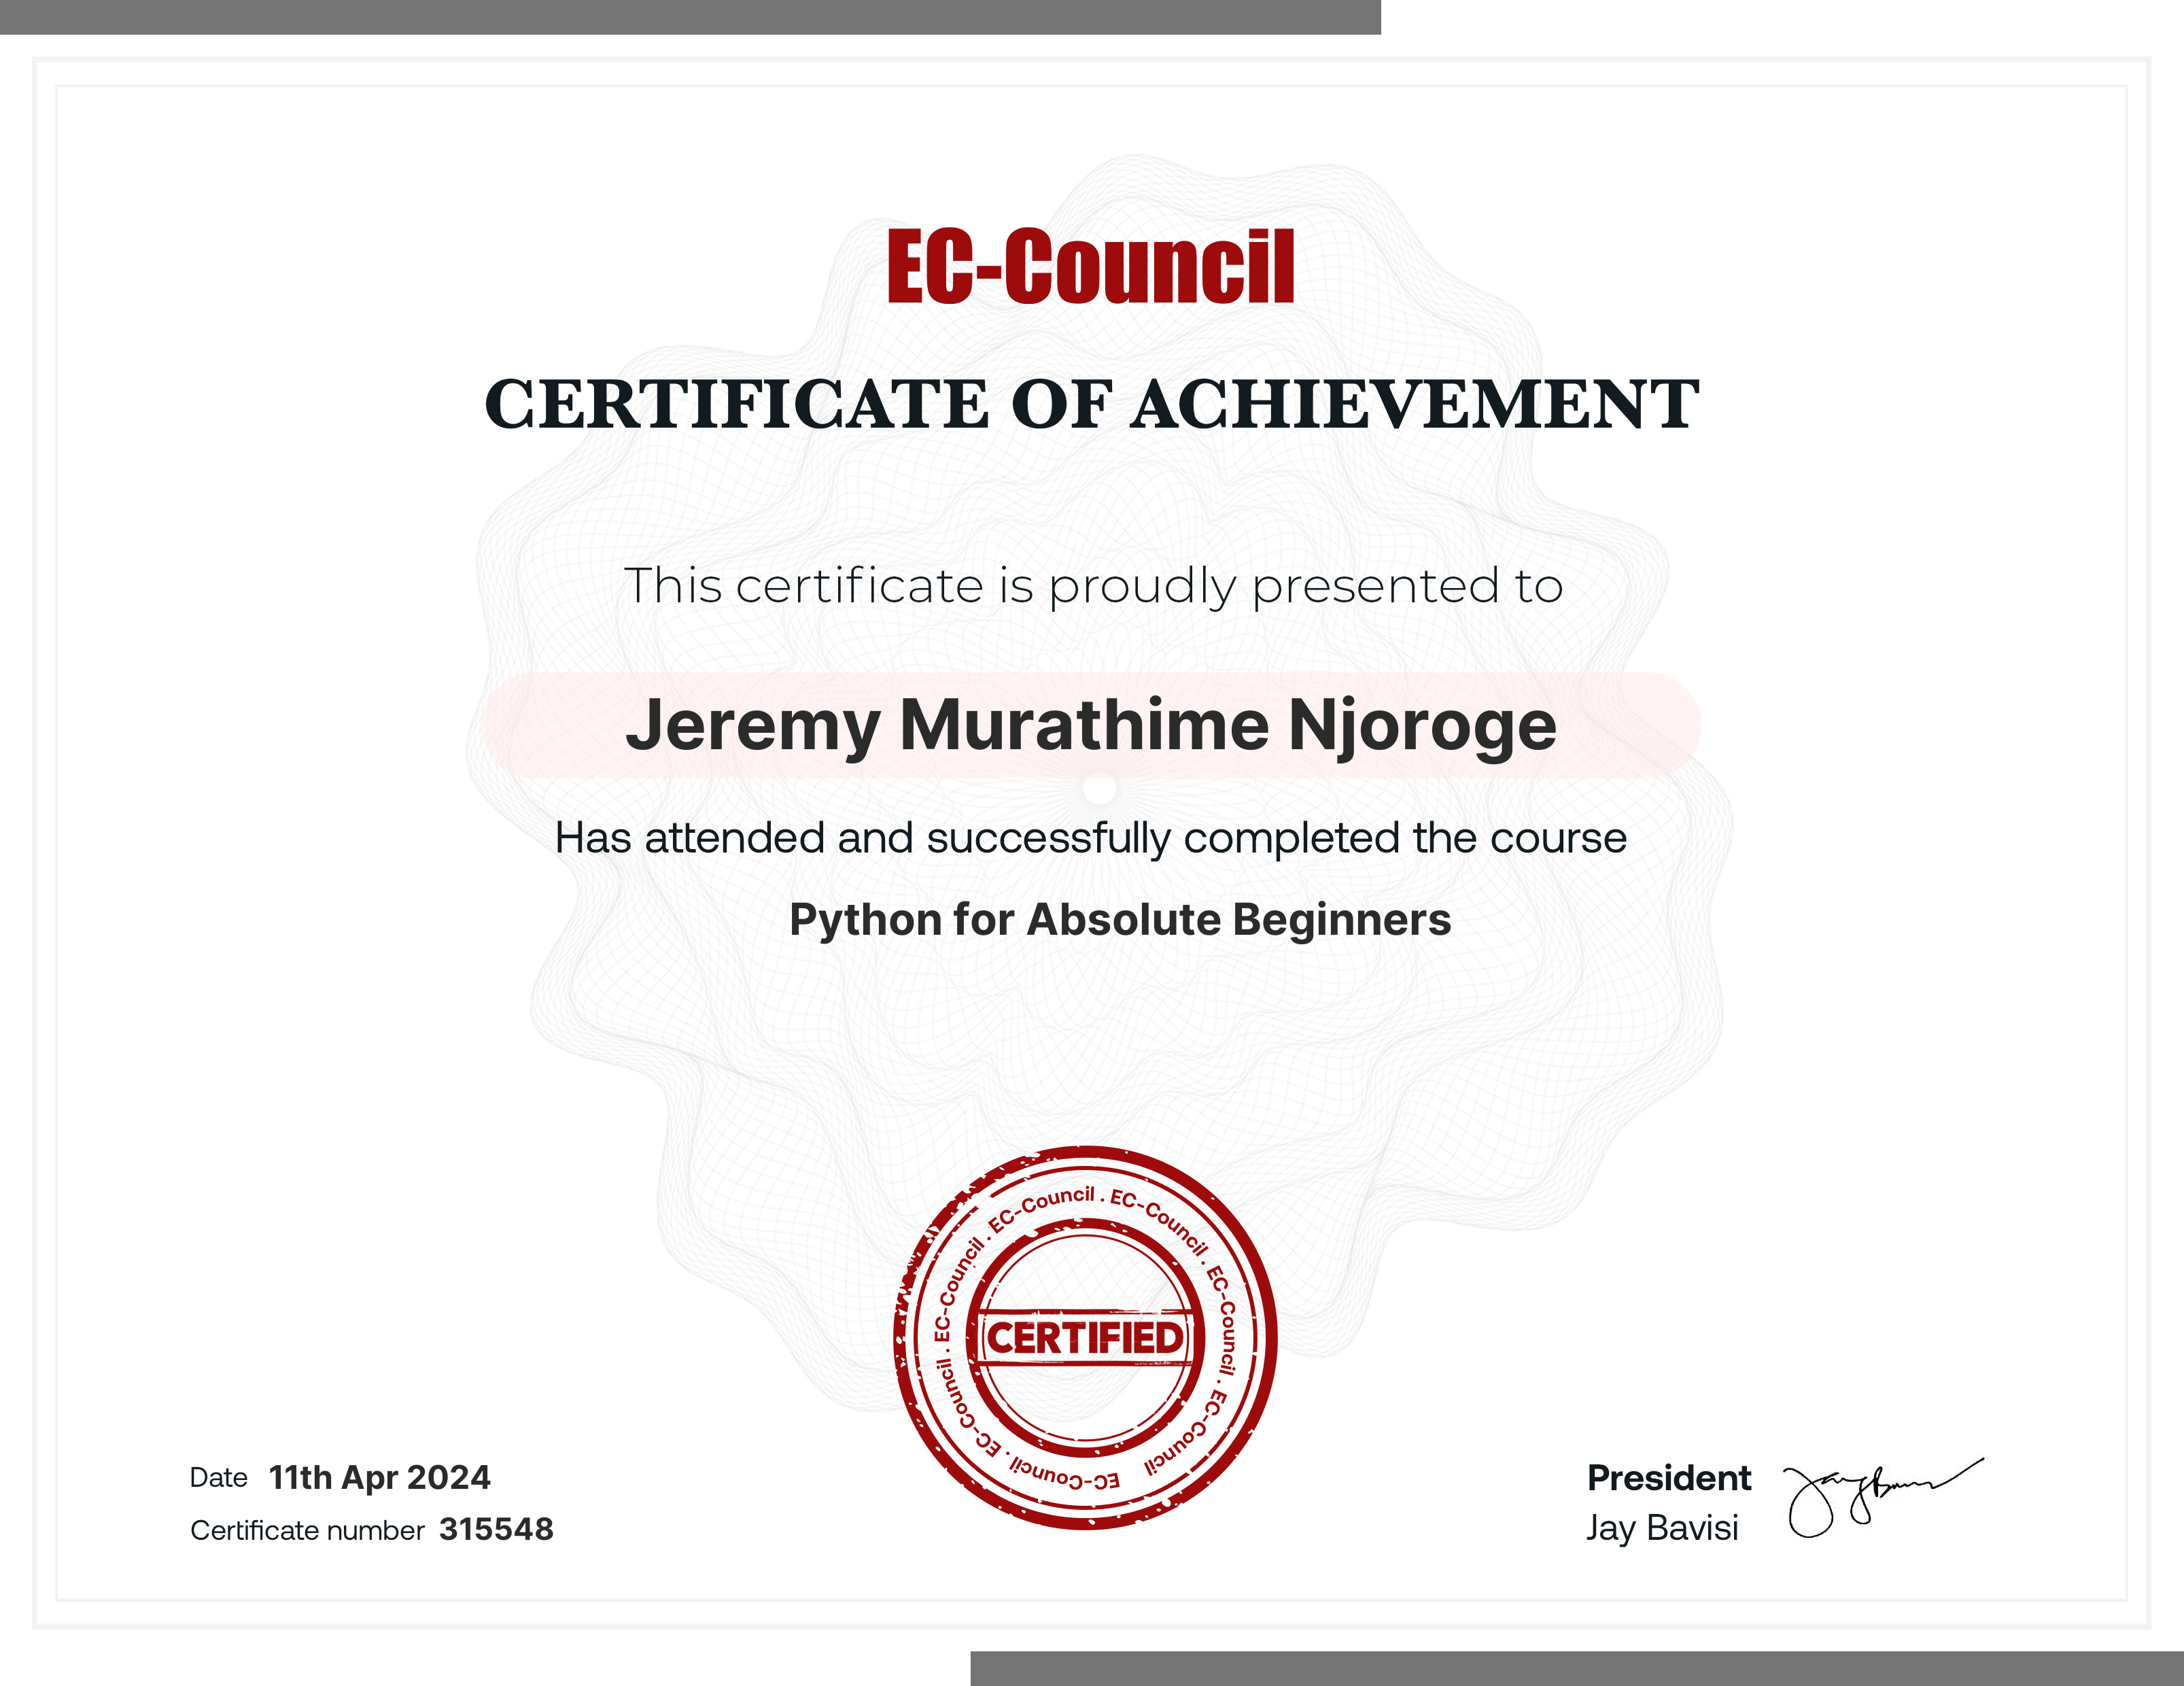 EC-Council
CERTIFICATE OF ACHIEVEMENT
This certificate is proudly presented to
Jeremy Murathime Njoroge
Has attended and successfully completed the course
Python for Absolute Beginners
EC-Council . EC-Council . EC-Council . EC-Council . EC-Council . EC-Council . EC-Council
CERTIFIED
Date 11th Apr 2024
Certificate number 315548
President
Jay Bavisi